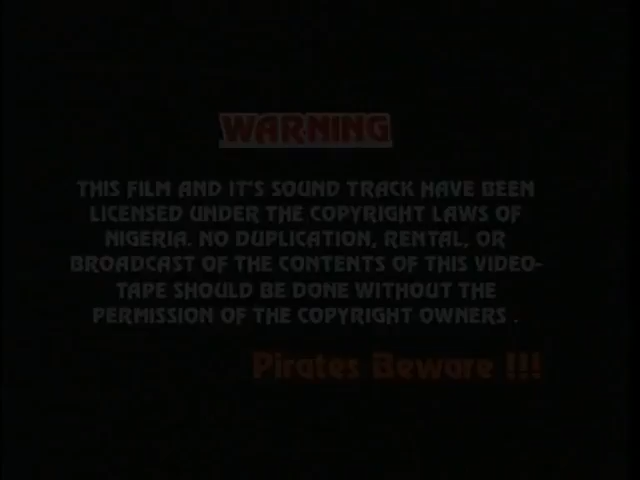 WARNING
THIS FILM AND IT'S SOUND TRACK HAVE BEEN
LICENSED UNDER THE COPYRIGHT LAWS OF
NIGERIA. NO DUPLICATION, RENTAL, OR
BROADCAST OF THE CONTENTS OF THIS VIDEO-
TAPE SHOULD BE DONE WITHOUT THE
PERMISSION OF THE COPYRIGHT OWNERS .
Pirates Beware !!!